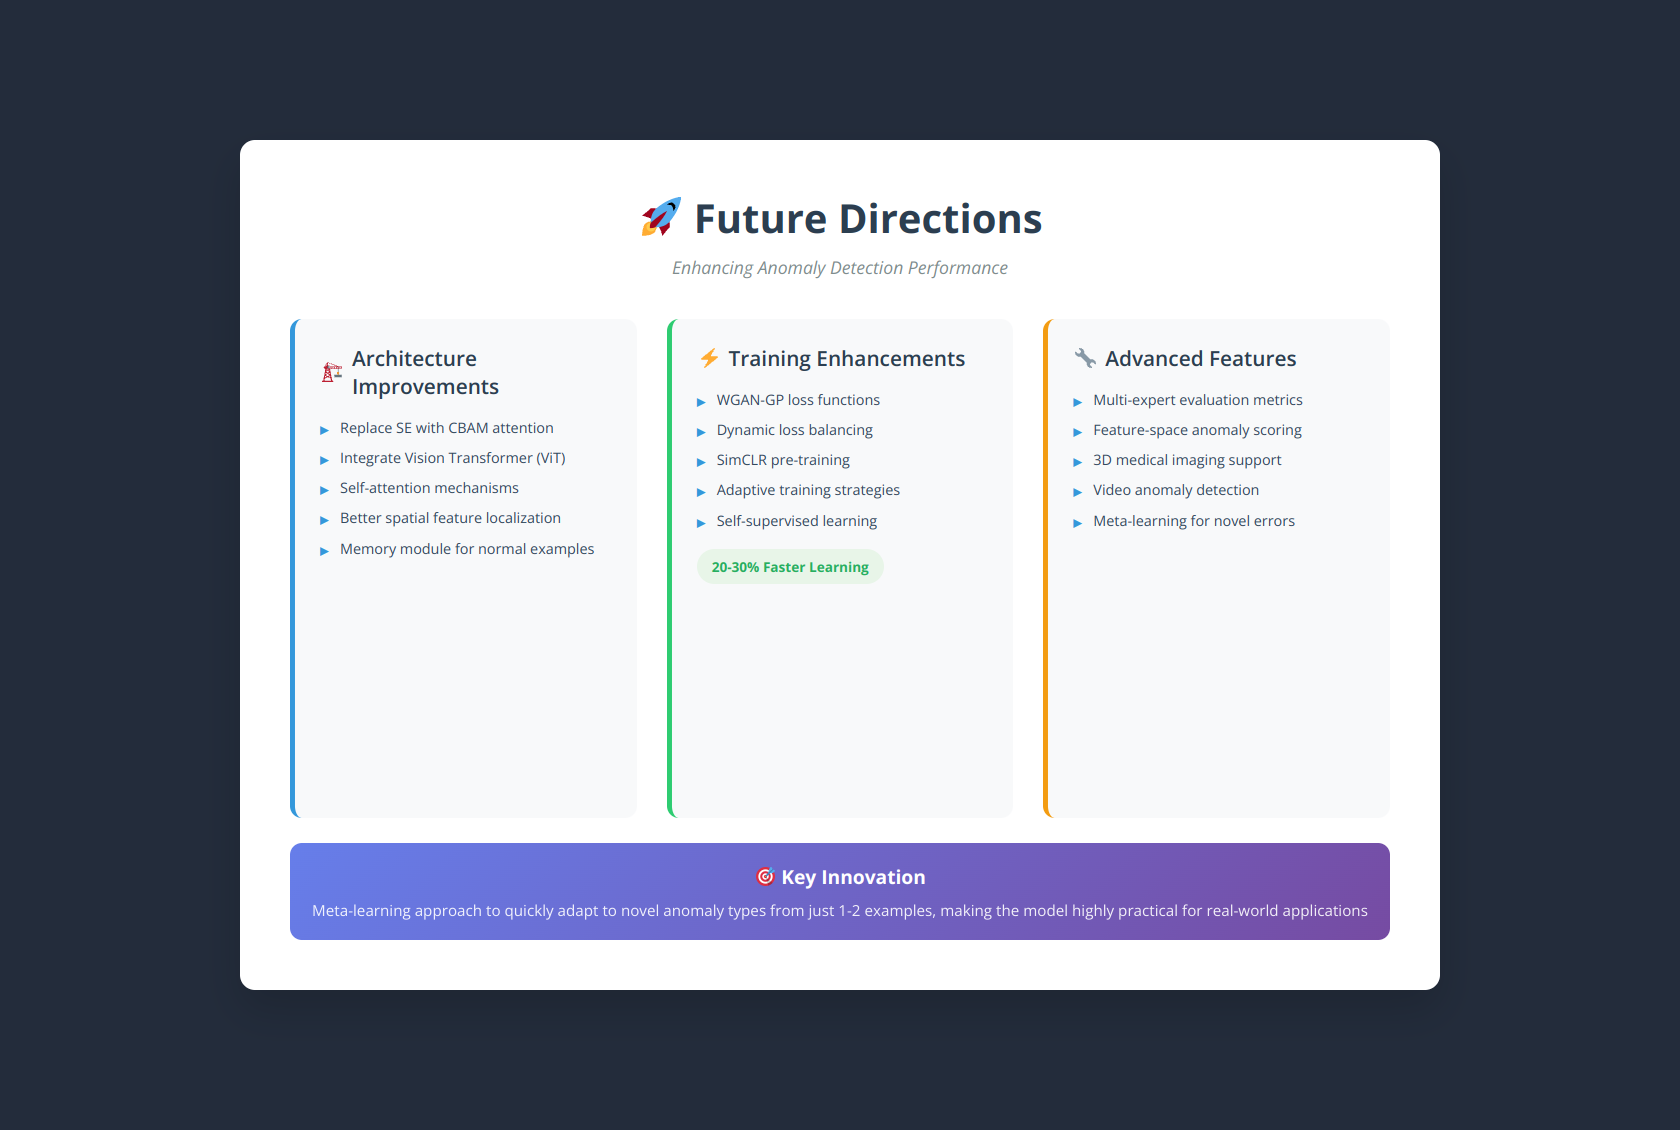 Future Directions
Enhancing Anomaly Detection Performance
Architecture
Improvements
Replace SE with CBAM attention
Integrate Vision Transformer (ViT)
Self-attention mechanisms
Better spatial feature localization
Memory module for normal examples
Training Enhancements
WGAN-GP loss functions
Dynamic loss balancing
SimCLR pre-training
Adaptive training strategies
Self-supervised learning
20-30% Faster Learning
Advanced Features
Multi-expert evaluation metrics
Feature-space anomaly scoring
3D medical imaging support
Video anomaly detection
Meta-learning for novel errors
Key Innovation
Meta-learning approach to quickly adapt to novel anomaly types from just 1-2 examples, making the model highly practical for real-world applications